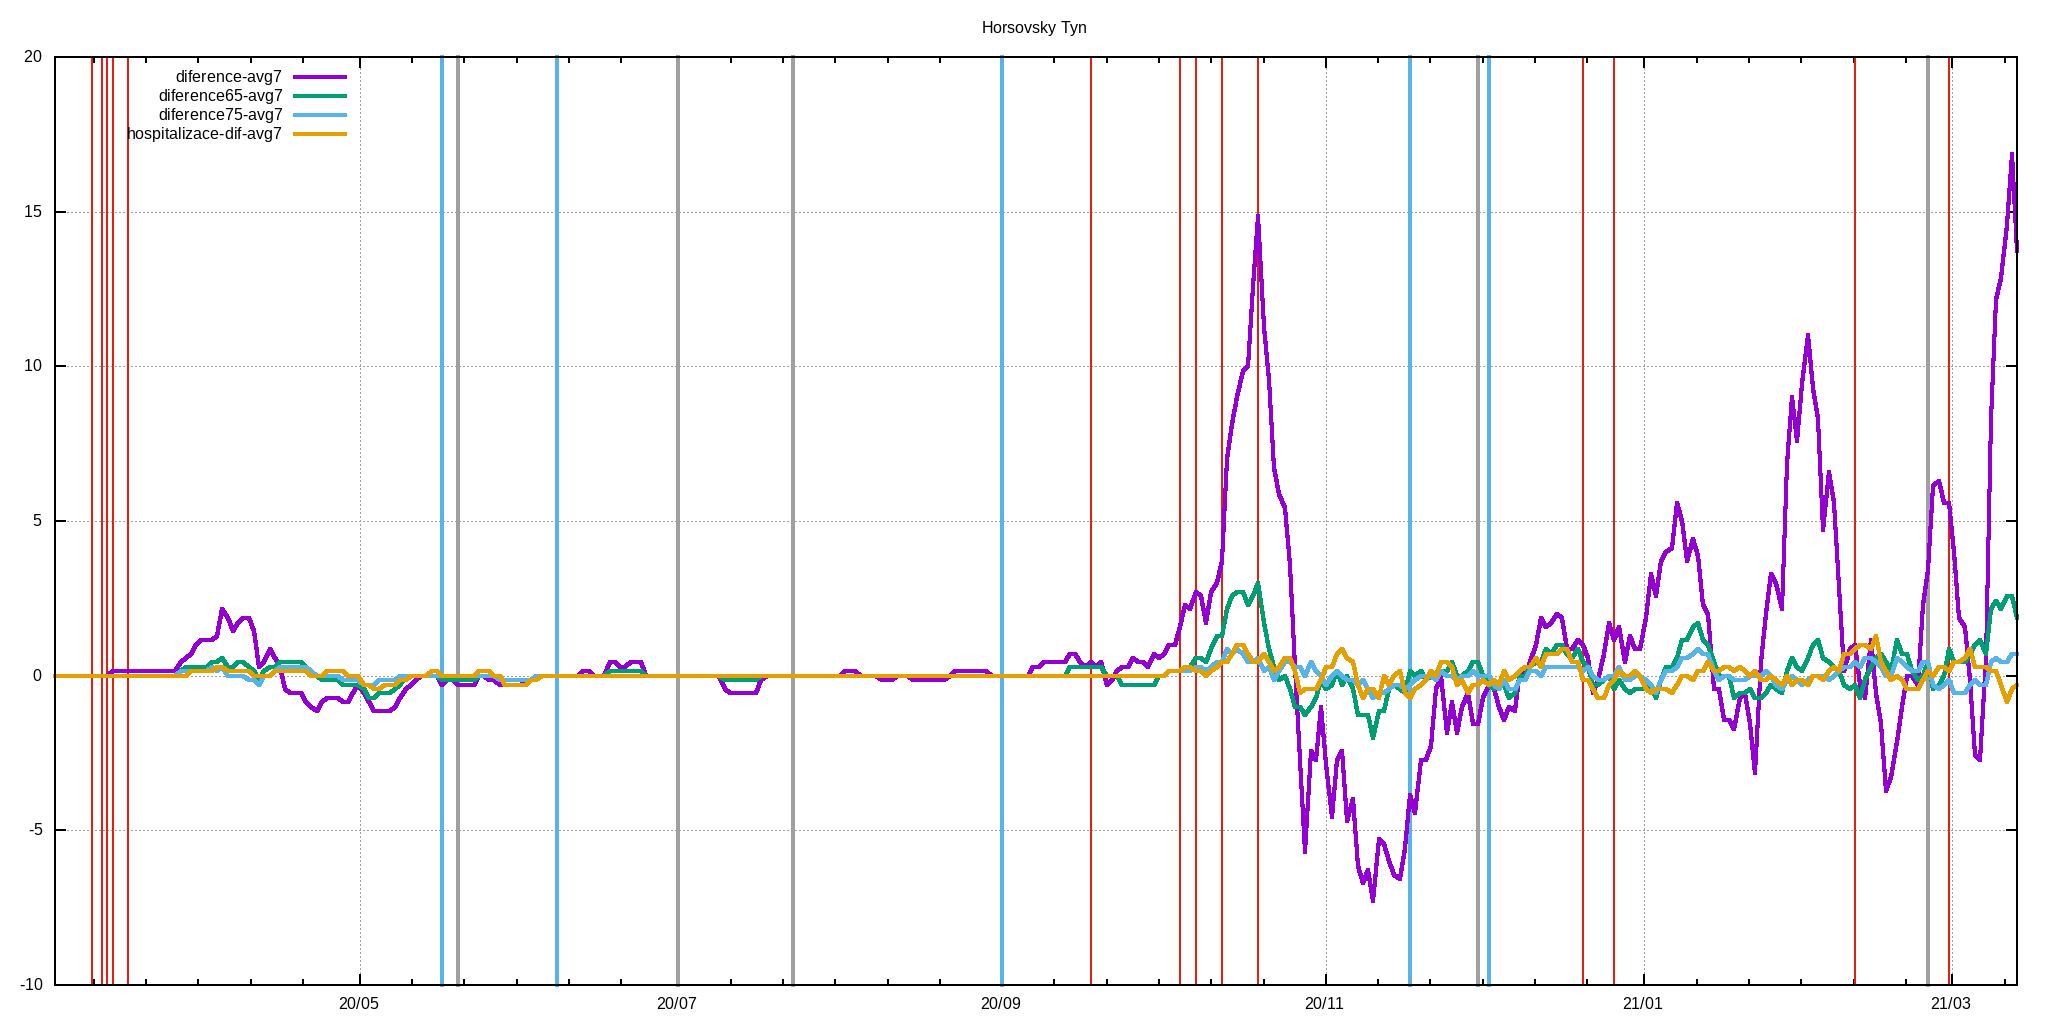 Horsovsky Tyn
20
15
10
5
0
-5
-10
diference-avg7
diference65-avg7
diference75-avg7
hospitalizace-dif-avg7
20/05
20/07
20/09
20/11
21/01
21/03